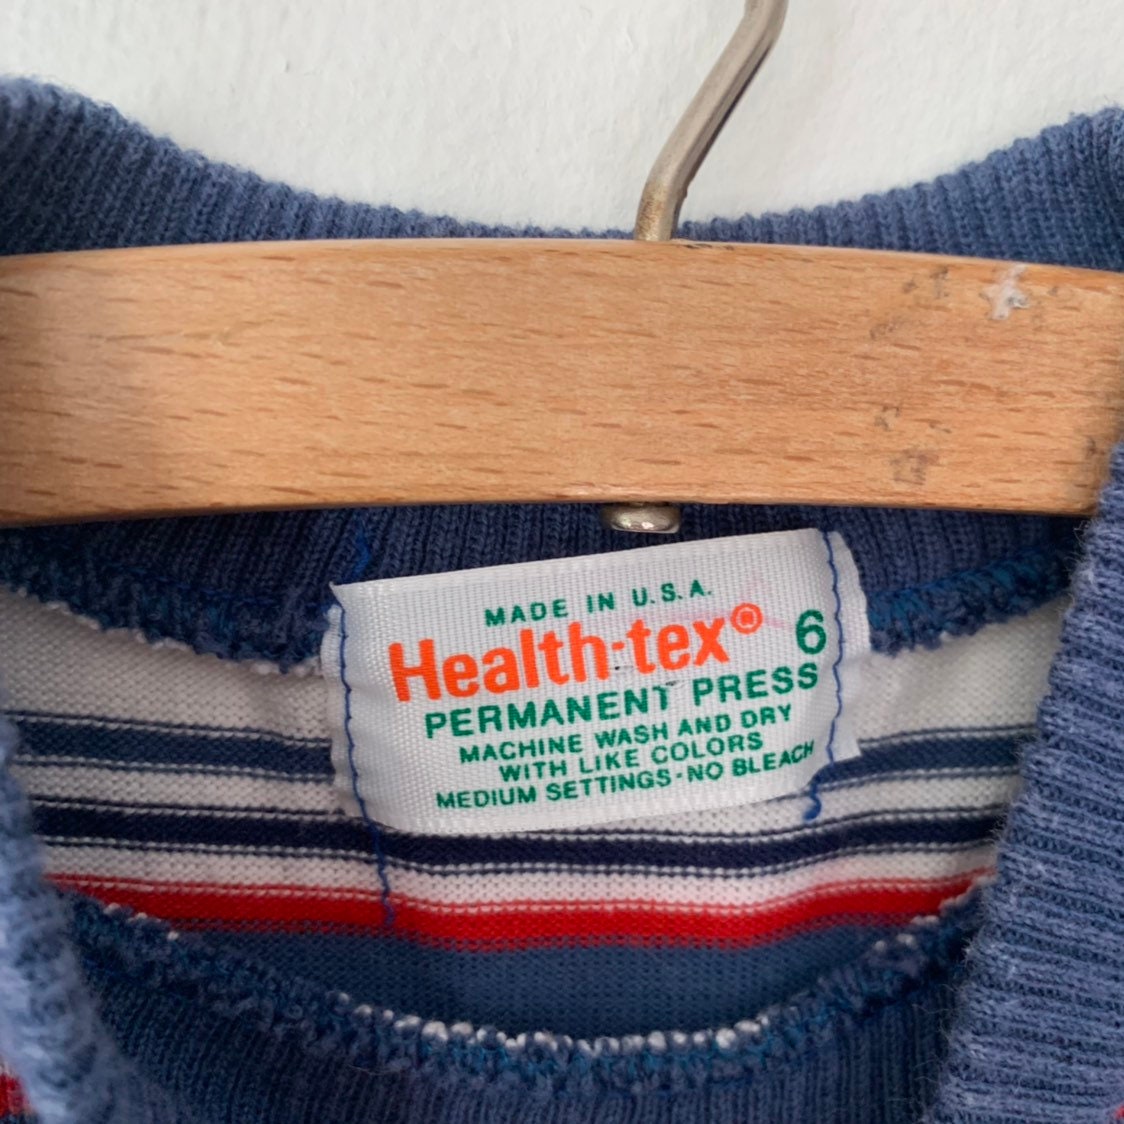 MADE IN U.S.A.
Health-tex® 6
PERMANENT PRESS
MACHINE WASH AND DRY
WITH LIKE COLORS
MEDIUM SETTINGS-NO BLEACH